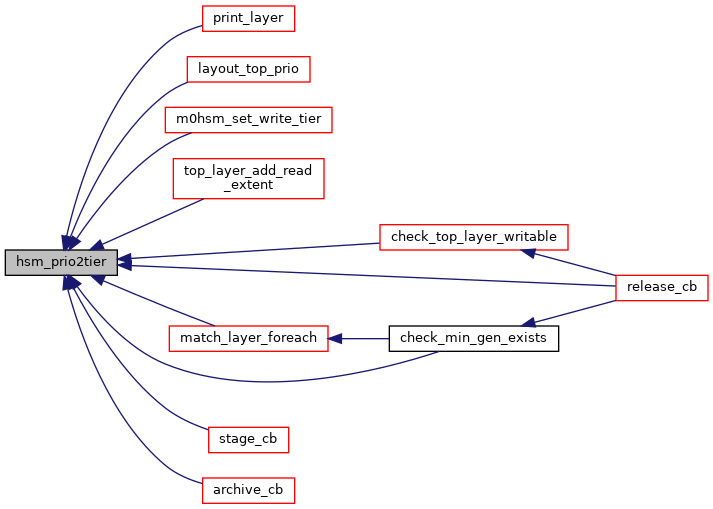 print_layer
layout_top_prio
m0hsm_set_write_tier
top_layer_add_read
_extent
check_top_layer_writable
hsm_prio2tier
release_cb
match_layer_foreach
check_min_gen_exists
stage_cb
archive_cb